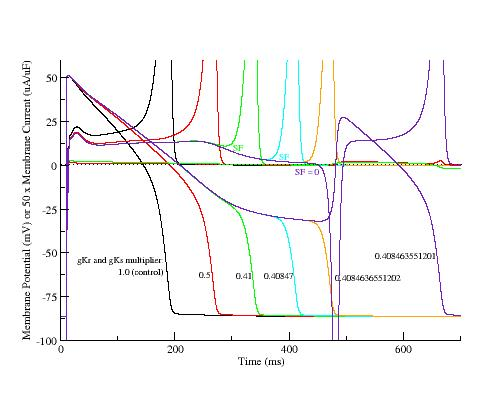 Membrane Potential (mV) or 50 x Membrane Current (uA/uF)
50
25
0
-25
-50
-75
-100
SF
SF
SF = 0
gKr and gKs multiplier
1.0 (control)
0.5
0.41
0.40847
0.408463551201
0.4084636551202
0
200
400
600
Time (ms)